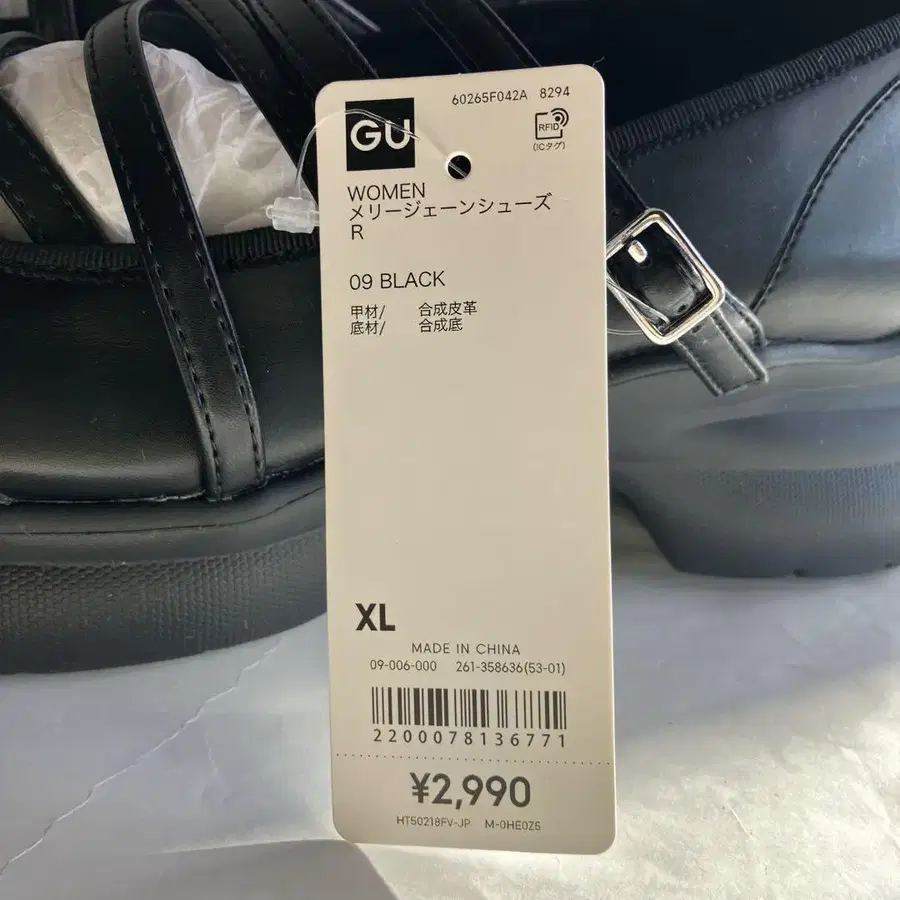 60265F042A 8294
GU
RFID
(ICタグ)
WOMEN
メリージェーンシューズ
R
09 BLACK
甲材/ 合成皮革
底材/ 合成底
XL
MADE IN CHINA
09-006-000 261-358636(53-01)
2200078136771
¥2,990
HT50218FV-JP M-0HE0Z5